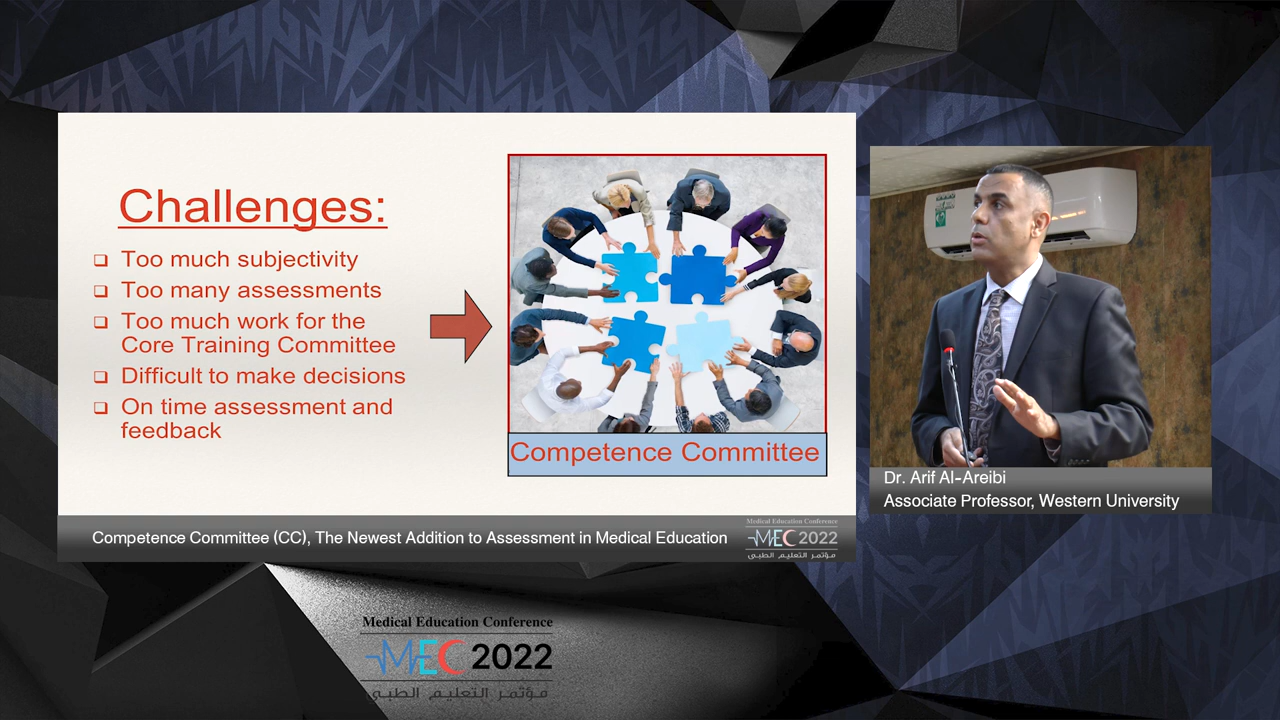 Challenges:
Too much subjectivity
Too many assessments
Too much work for the
Core Training Committee
Difficult to make decisions
On time assessment and
feedback
Competence Committee
Dr. Arif Al-Areibi
Associate Professor, Western University
Competence Committee (CC), The Newest Addition to Assessment in Medical Education
Medical Education Conference
MEC 2022
مؤتمر التعليم الطبي
Medical Education Conference
MEC 2022
مؤتمر التعليم الطبي